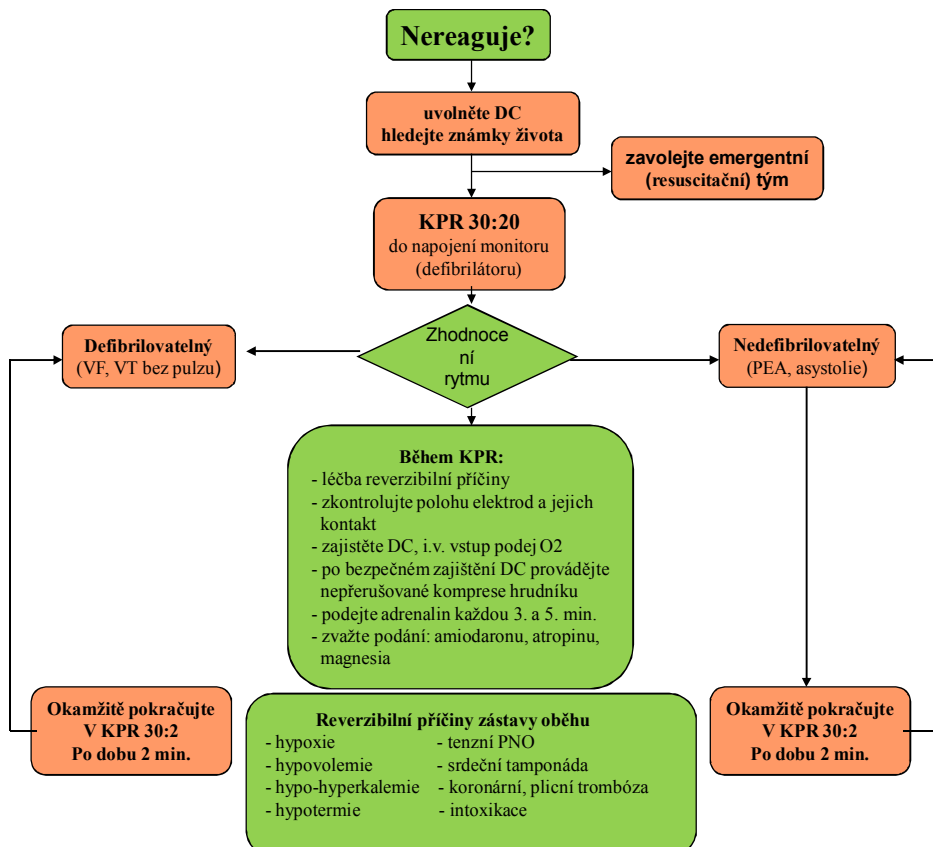 Nereaguje?
uvolněte DC
hledejte známky života
zavolejte emergentní
(resuscitační) tým
KPR 30:20
do napojení monitoru
(defibrilátoru)
Zhodnoce
ní
rytmu
Defibrilovatelný
(VF, VT bez pulzu)
Nedefibrilovatelný
(PEA, asystolie)
Během KPR:
- léčba reverzibilní příčiny
- zkontrolujte polohu elektrod a jejich
kontakt
- zajistěte DC, i.v. vstup podej O2
- po bezpečném zajištění DC provádějte
nepřerušované komprese hrudníku
- podejte adrenalin každou 3. a 5. min.
- zvažte podání: amiodaronu, atropinu,
magnesia
Okamžitě pokračujte
V KPR 30:2
Po dobu 2 min.
Reverzibilní příčiny zástavy oběhu
- hypoxie - tenzní PNO
- hypovolemie - srdeční tamponáda
- hypo-hyperkalemie - koronární, plicní trombóza
- hypotermie - intoxikace
Okamžitě pokračujte
V KPR 30:2
Po dobu 2 min.